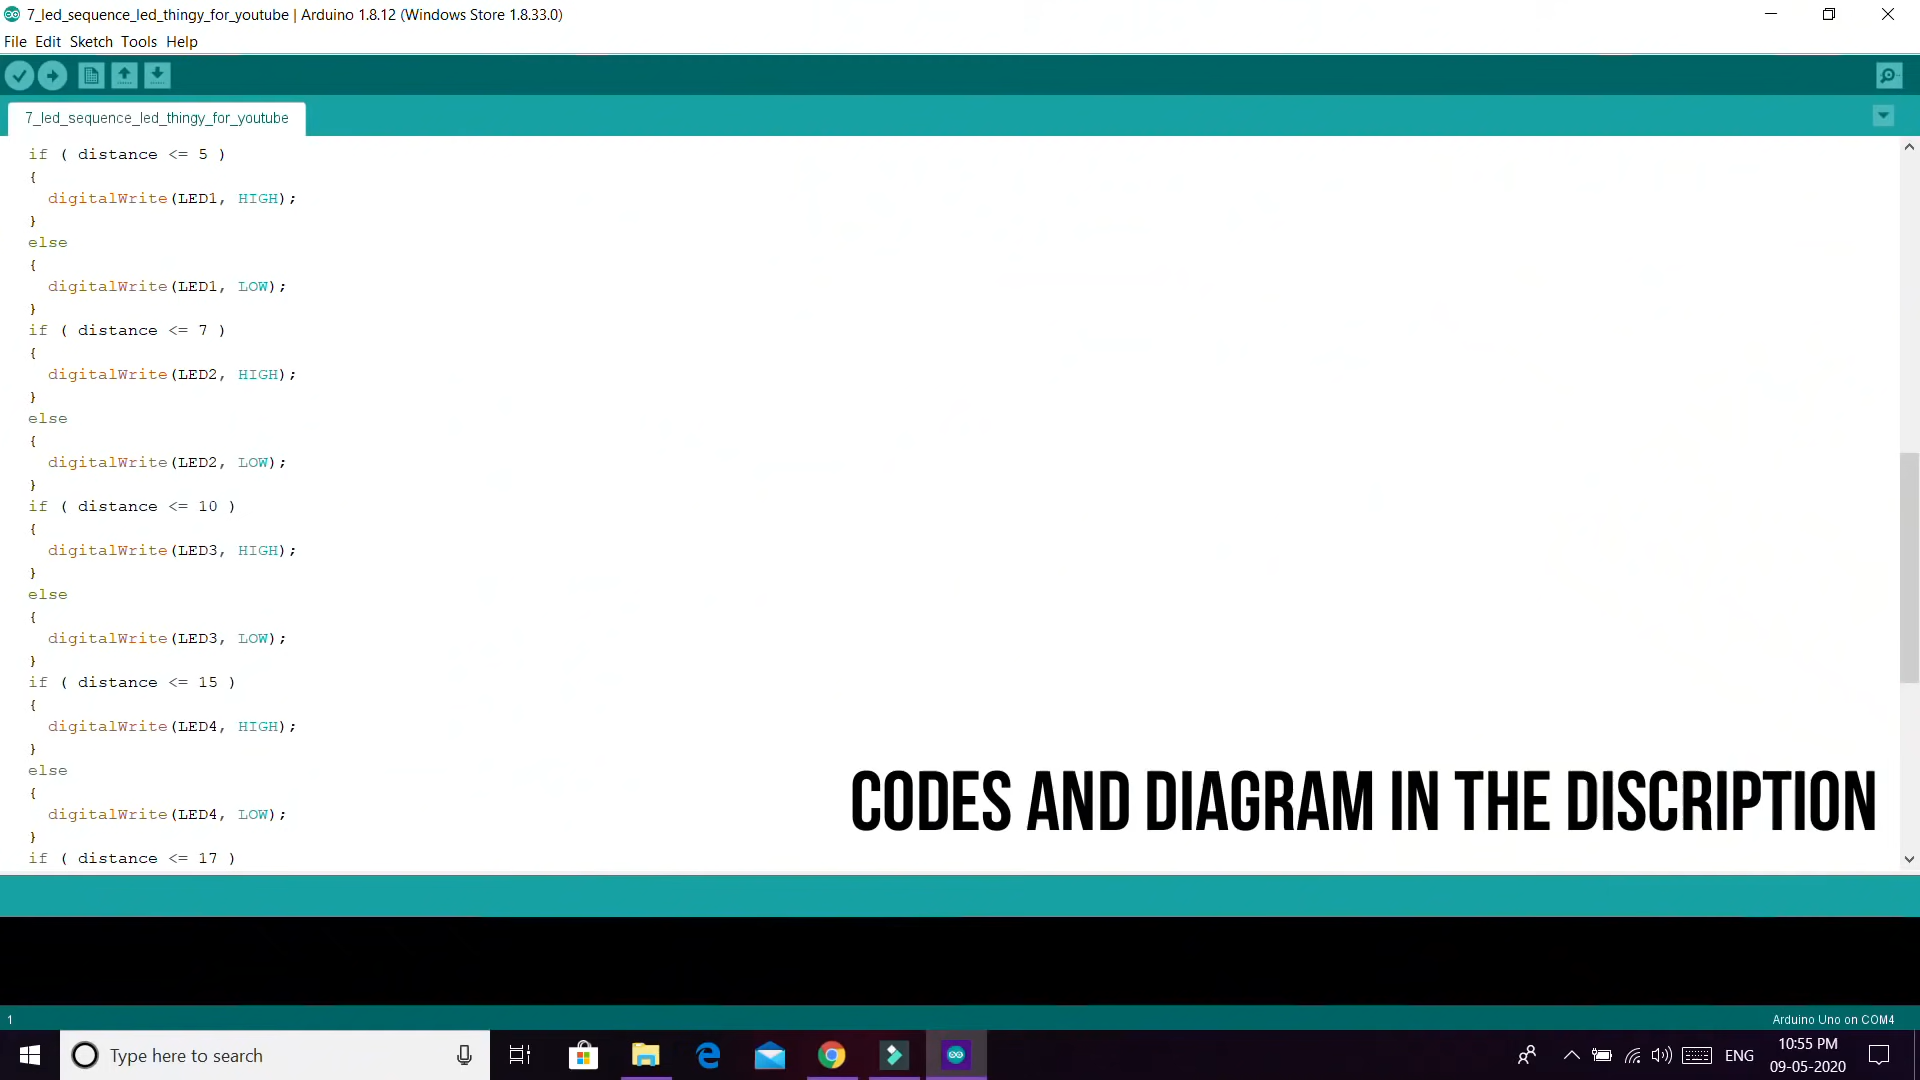 7_led_sequence_led_thingy_for_youtube | Arduino 1.8.12 (Windows Store 1.8.33.0)
File Edit Sketch Tools Help
7_led_sequence_led_thingy_for_youtube
if ( distance <= 5 )
{
digitalWrite(LED1, HIGH);
}
else
{
digitalWrite(LED1, LOW);
}
if ( distance <= 7 )
{
digitalWrite(LED2, HIGH);
}
else
{
digitalWrite(LED2, LOW);
}
if ( distance <= 10 )
{
digitalWrite(LED3, HIGH);
}
else
{
digitalWrite(LED3, LOW);
}
if ( distance <= 15 )
{
digitalWrite(LED4, HIGH);
}
else
{
digitalWrite(LED4, LOW);
}
if ( distance <= 17 )
CODES AND DIAGRAM IN THE DISCRIPTION
1
Arduino Uno on COM4
Type here to search
ENG
10:55 PM
09-05-2020